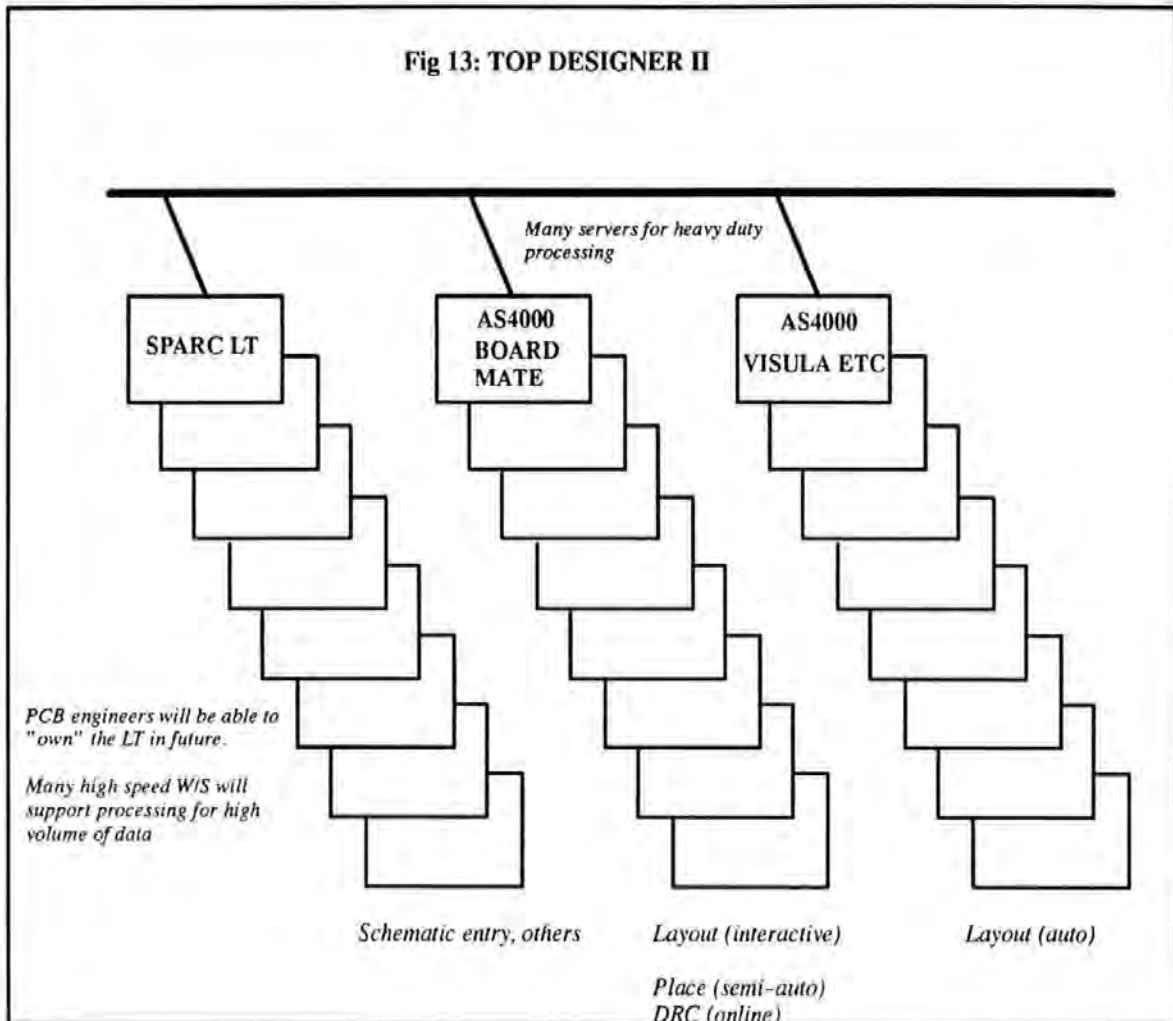 Fig 13: TOP DESIGNER II
Many servers for heavy duty
processing
SPARC LT
AS4000
BOARD
MATE
AS4000
VISULA ETC
PCB engineers will be able to
"own" the LT in future.
Many high speed W/S will
support processing for high
volume of data
Schematic entry, others
Layout (interactive)
Place (semi-auto)
DRC (online)
Layout (auto)